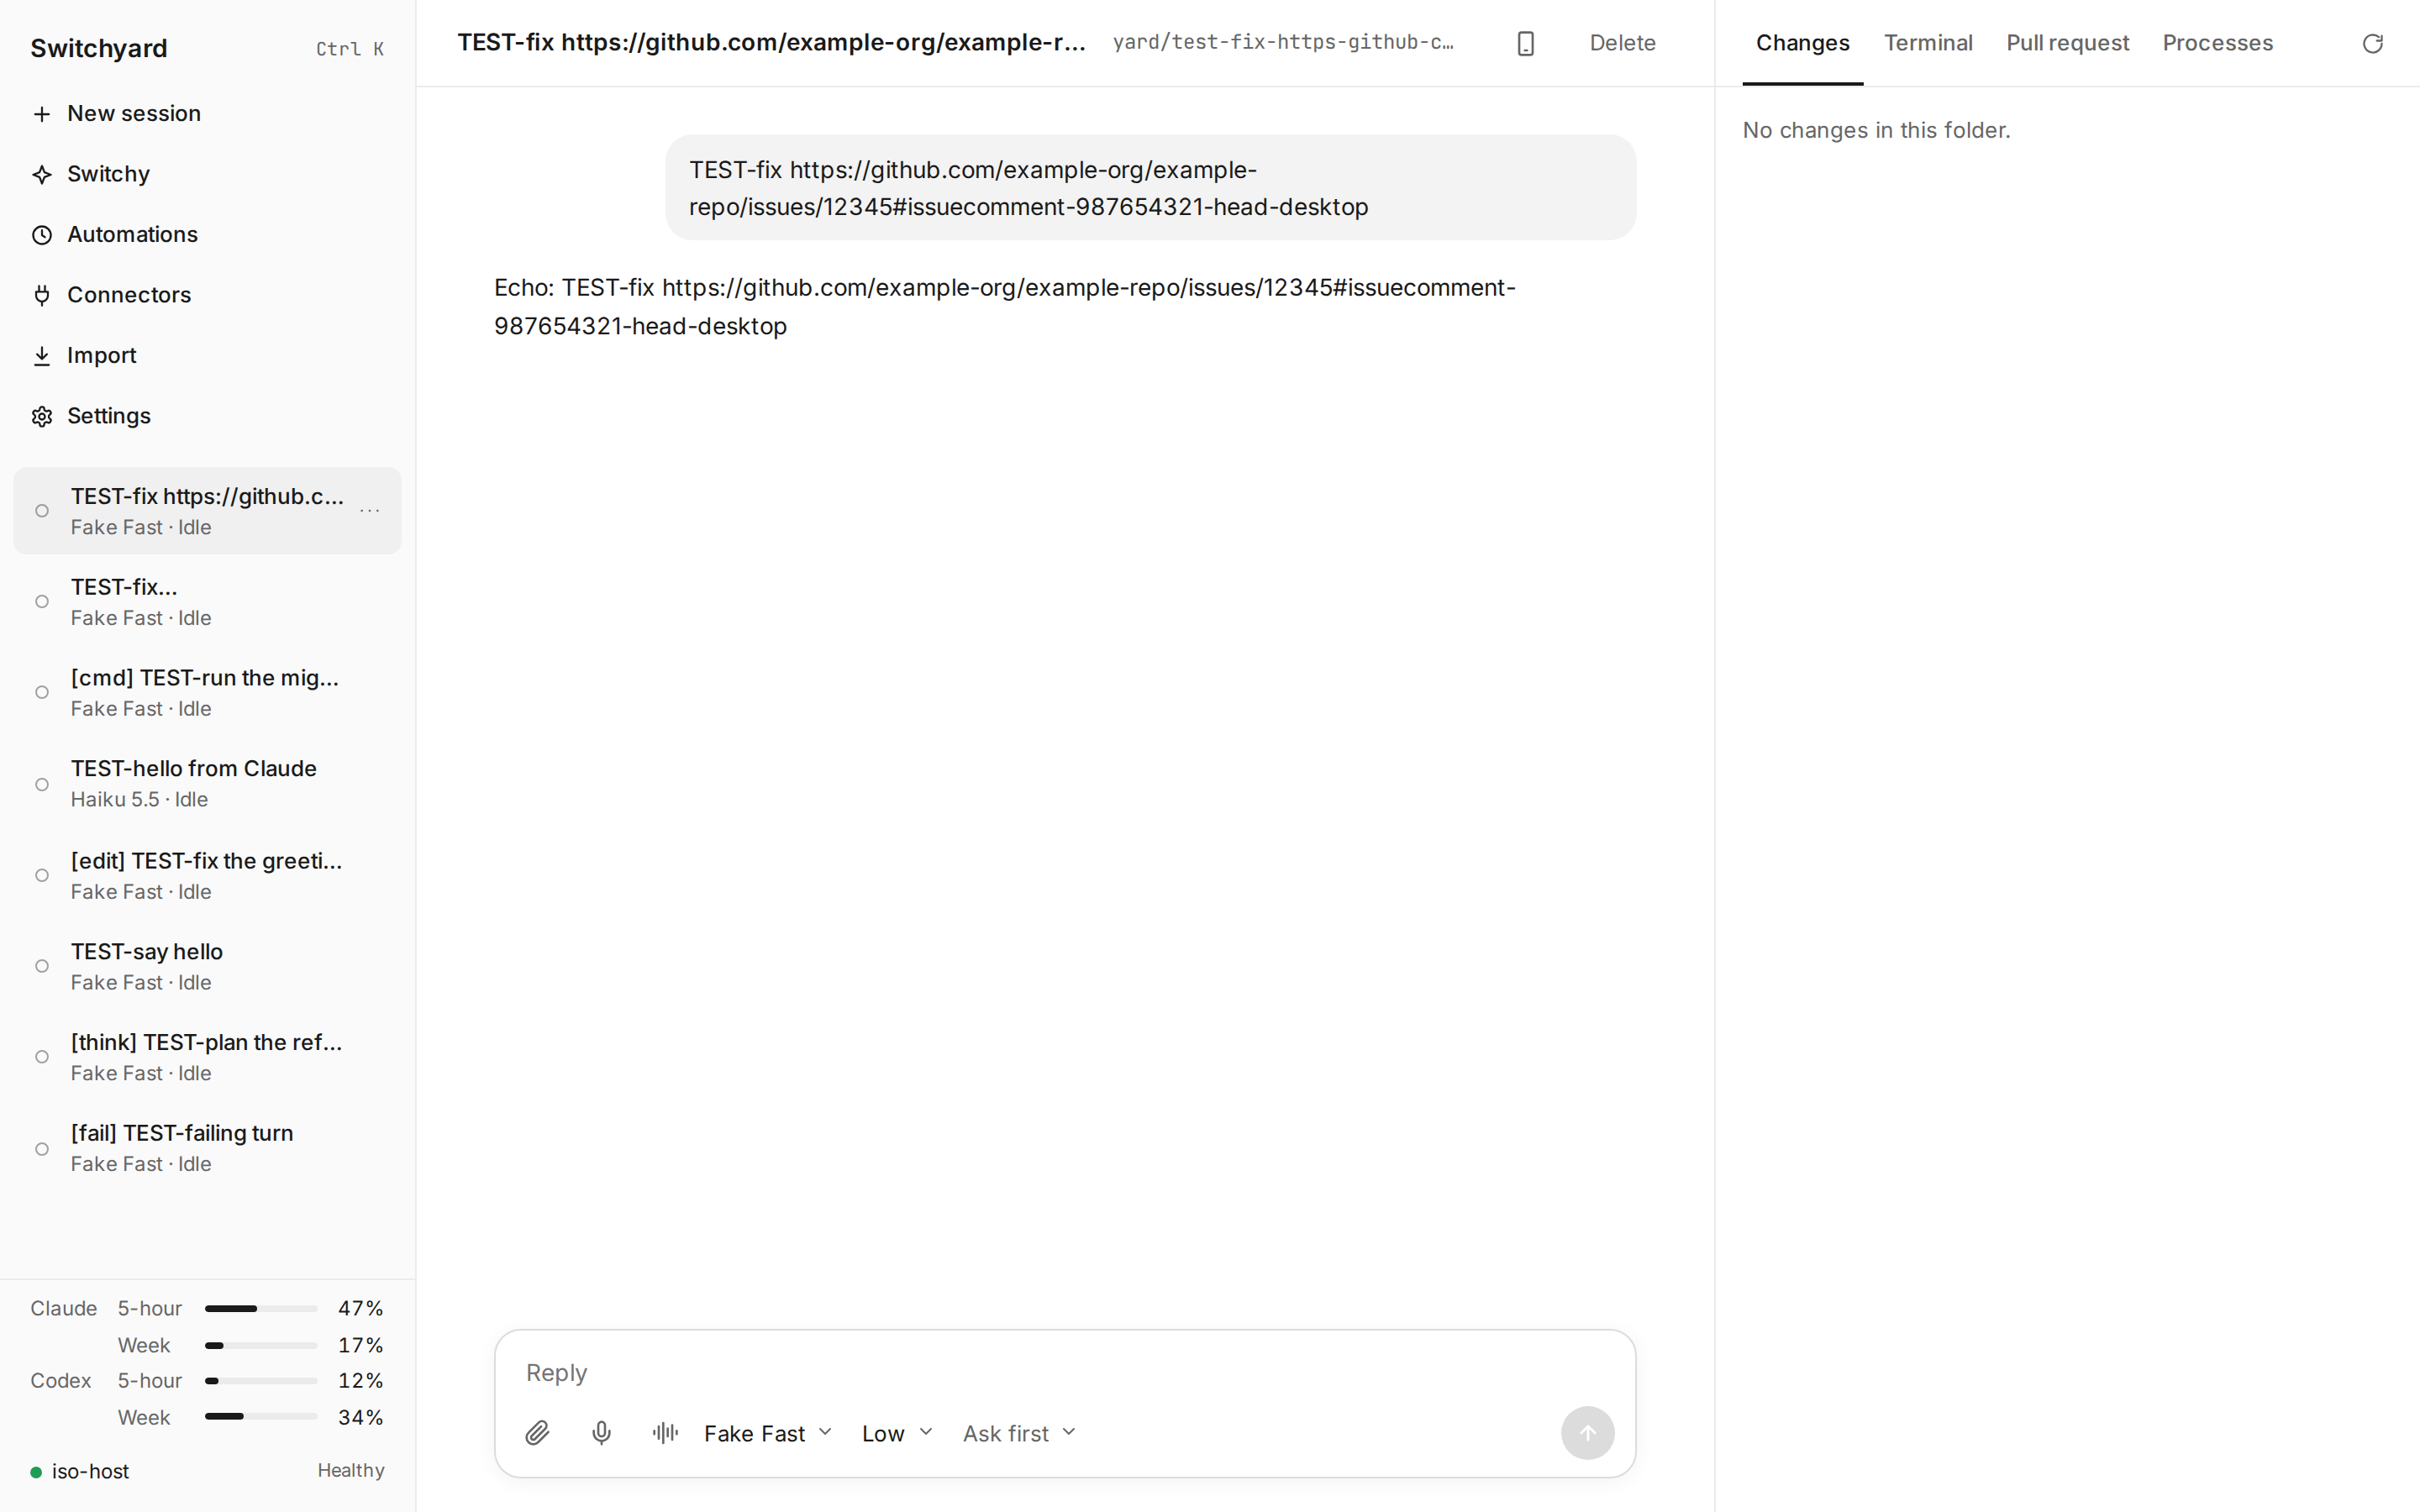 Switchyard
Ctrl K
New session
Switchy
Automations
Connectors
Import
Settings
TEST-fix https://github.c...
Fake Fast · Idle
TEST-fix...
Fake Fast · Idle
[cmd] TEST-run the mig...
Fake Fast · Idle
TEST-hello from Claude
Haiku 5.5 · Idle
[edit] TEST-fix the greeti...
Fake Fast · Idle
TEST-say hello
Fake Fast · Idle
[think] TEST-plan the ref...
Fake Fast · Idle
[fail] TEST-failing turn
Fake Fast · Idle
Claude 5-hour 47%
Week 17%
Codex 5-hour 12%
Week 34%
iso-host Healthy
TEST-fix https://github.com/example-org/example-r...
yard/test-fix-https-github-c...
Delete
TEST-fix https://github.com/example-org/example-
repo/issues/12345#issuecomment-987654321-head-desktop
Echo: TEST-fix https://github.com/example-org/example-repo/issues/12345#issuecomment-
987654321-head-desktop
Reply
Fake Fast Low Ask first
Changes Terminal Pull request Processes
No changes in this folder.